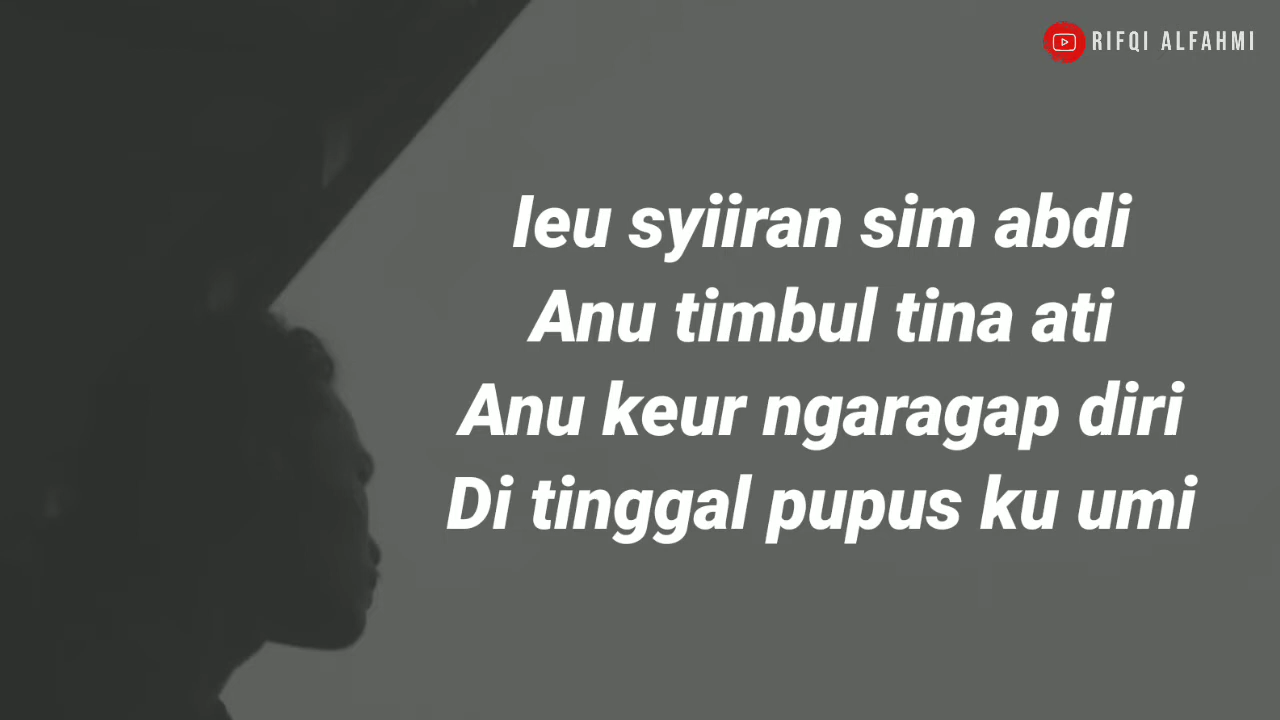 RIFQI ALFAHMI
Ieu syiiran sim abdi
Anu timbul tina ati
Anu keur ngaragap diri
Di tinggal pupus ku umi